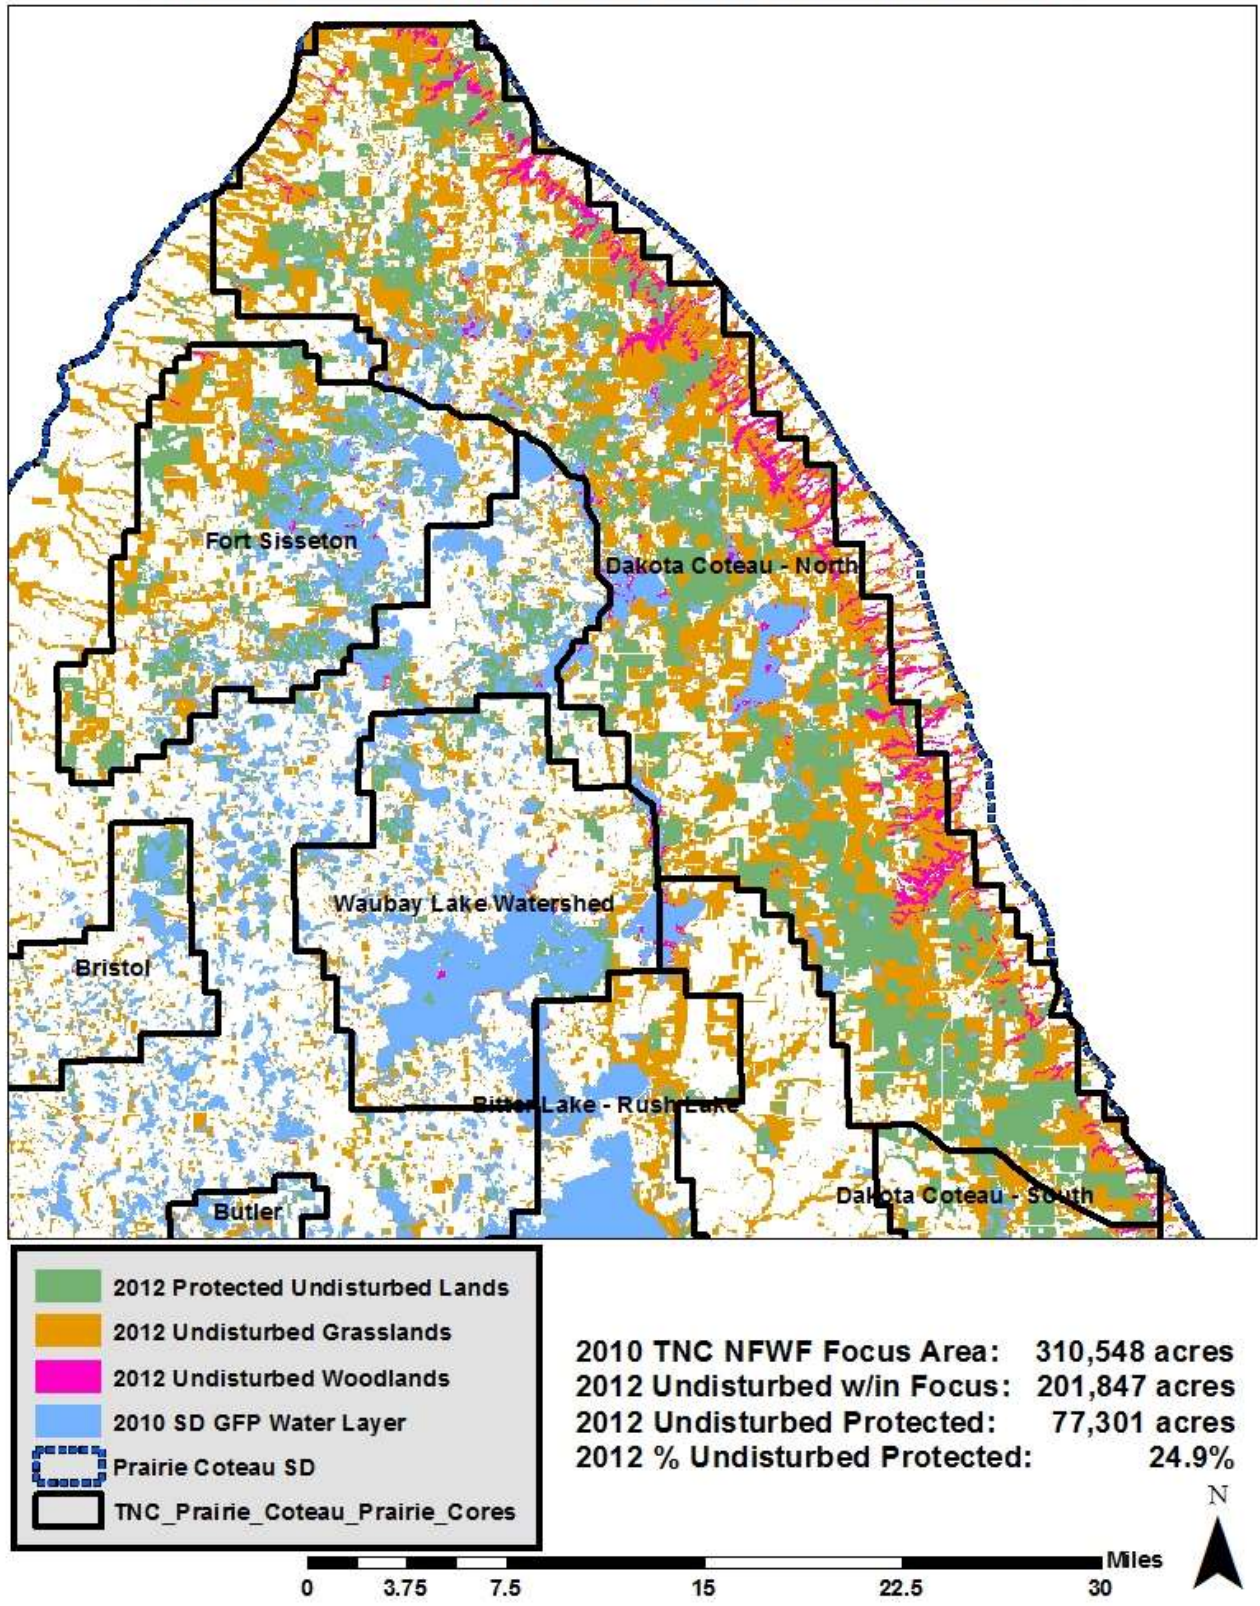 Fort Sisseton
Dakota Coteau - North
Waubay Lake Watershed
Bristol
Bitter Lake - Rush Lake
Dakota Coteau - South
Butler
2012 Protected Undisturbed Lands
2012 Undisturbed Grasslands
2012 Undisturbed Woodlands
2010 SD GFP Water Layer
Prairie Coteau SD
TNC_Prairie_Coteau_Prairie_Cores
2010 TNC NFWF Focus Area: 310,548 acres
2012 Undisturbed w/in Focus: 201,847 acres
2012 Undisturbed Protected: 77,301 acres
2012 % Undisturbed Protected: 24.9%
N
Miles
0 3.75 7.5 15 22.5 30